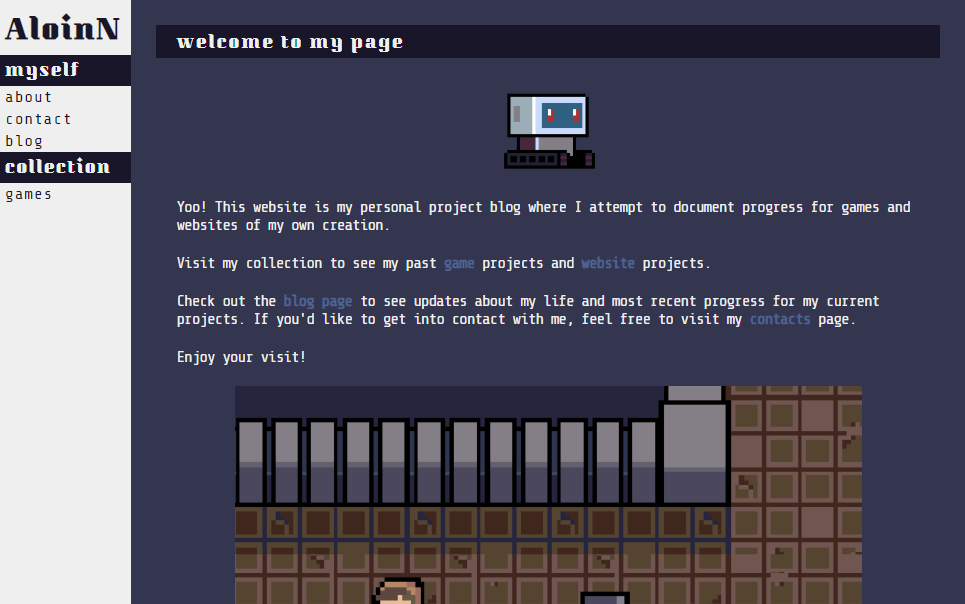 AloinN
myself
about
contact
blog
collection
games
welcome to my page
Yoo! This website is my personal project blog where I attempt to document progress for games and
websites of my own creation.
Visit my collection to see my past game projects and website projects.
Check out the blog page to see updates about my life and most recent progress for my current
projects. If you'd like to get into contact with me, feel free to visit my contacts page.
Enjoy your visit!